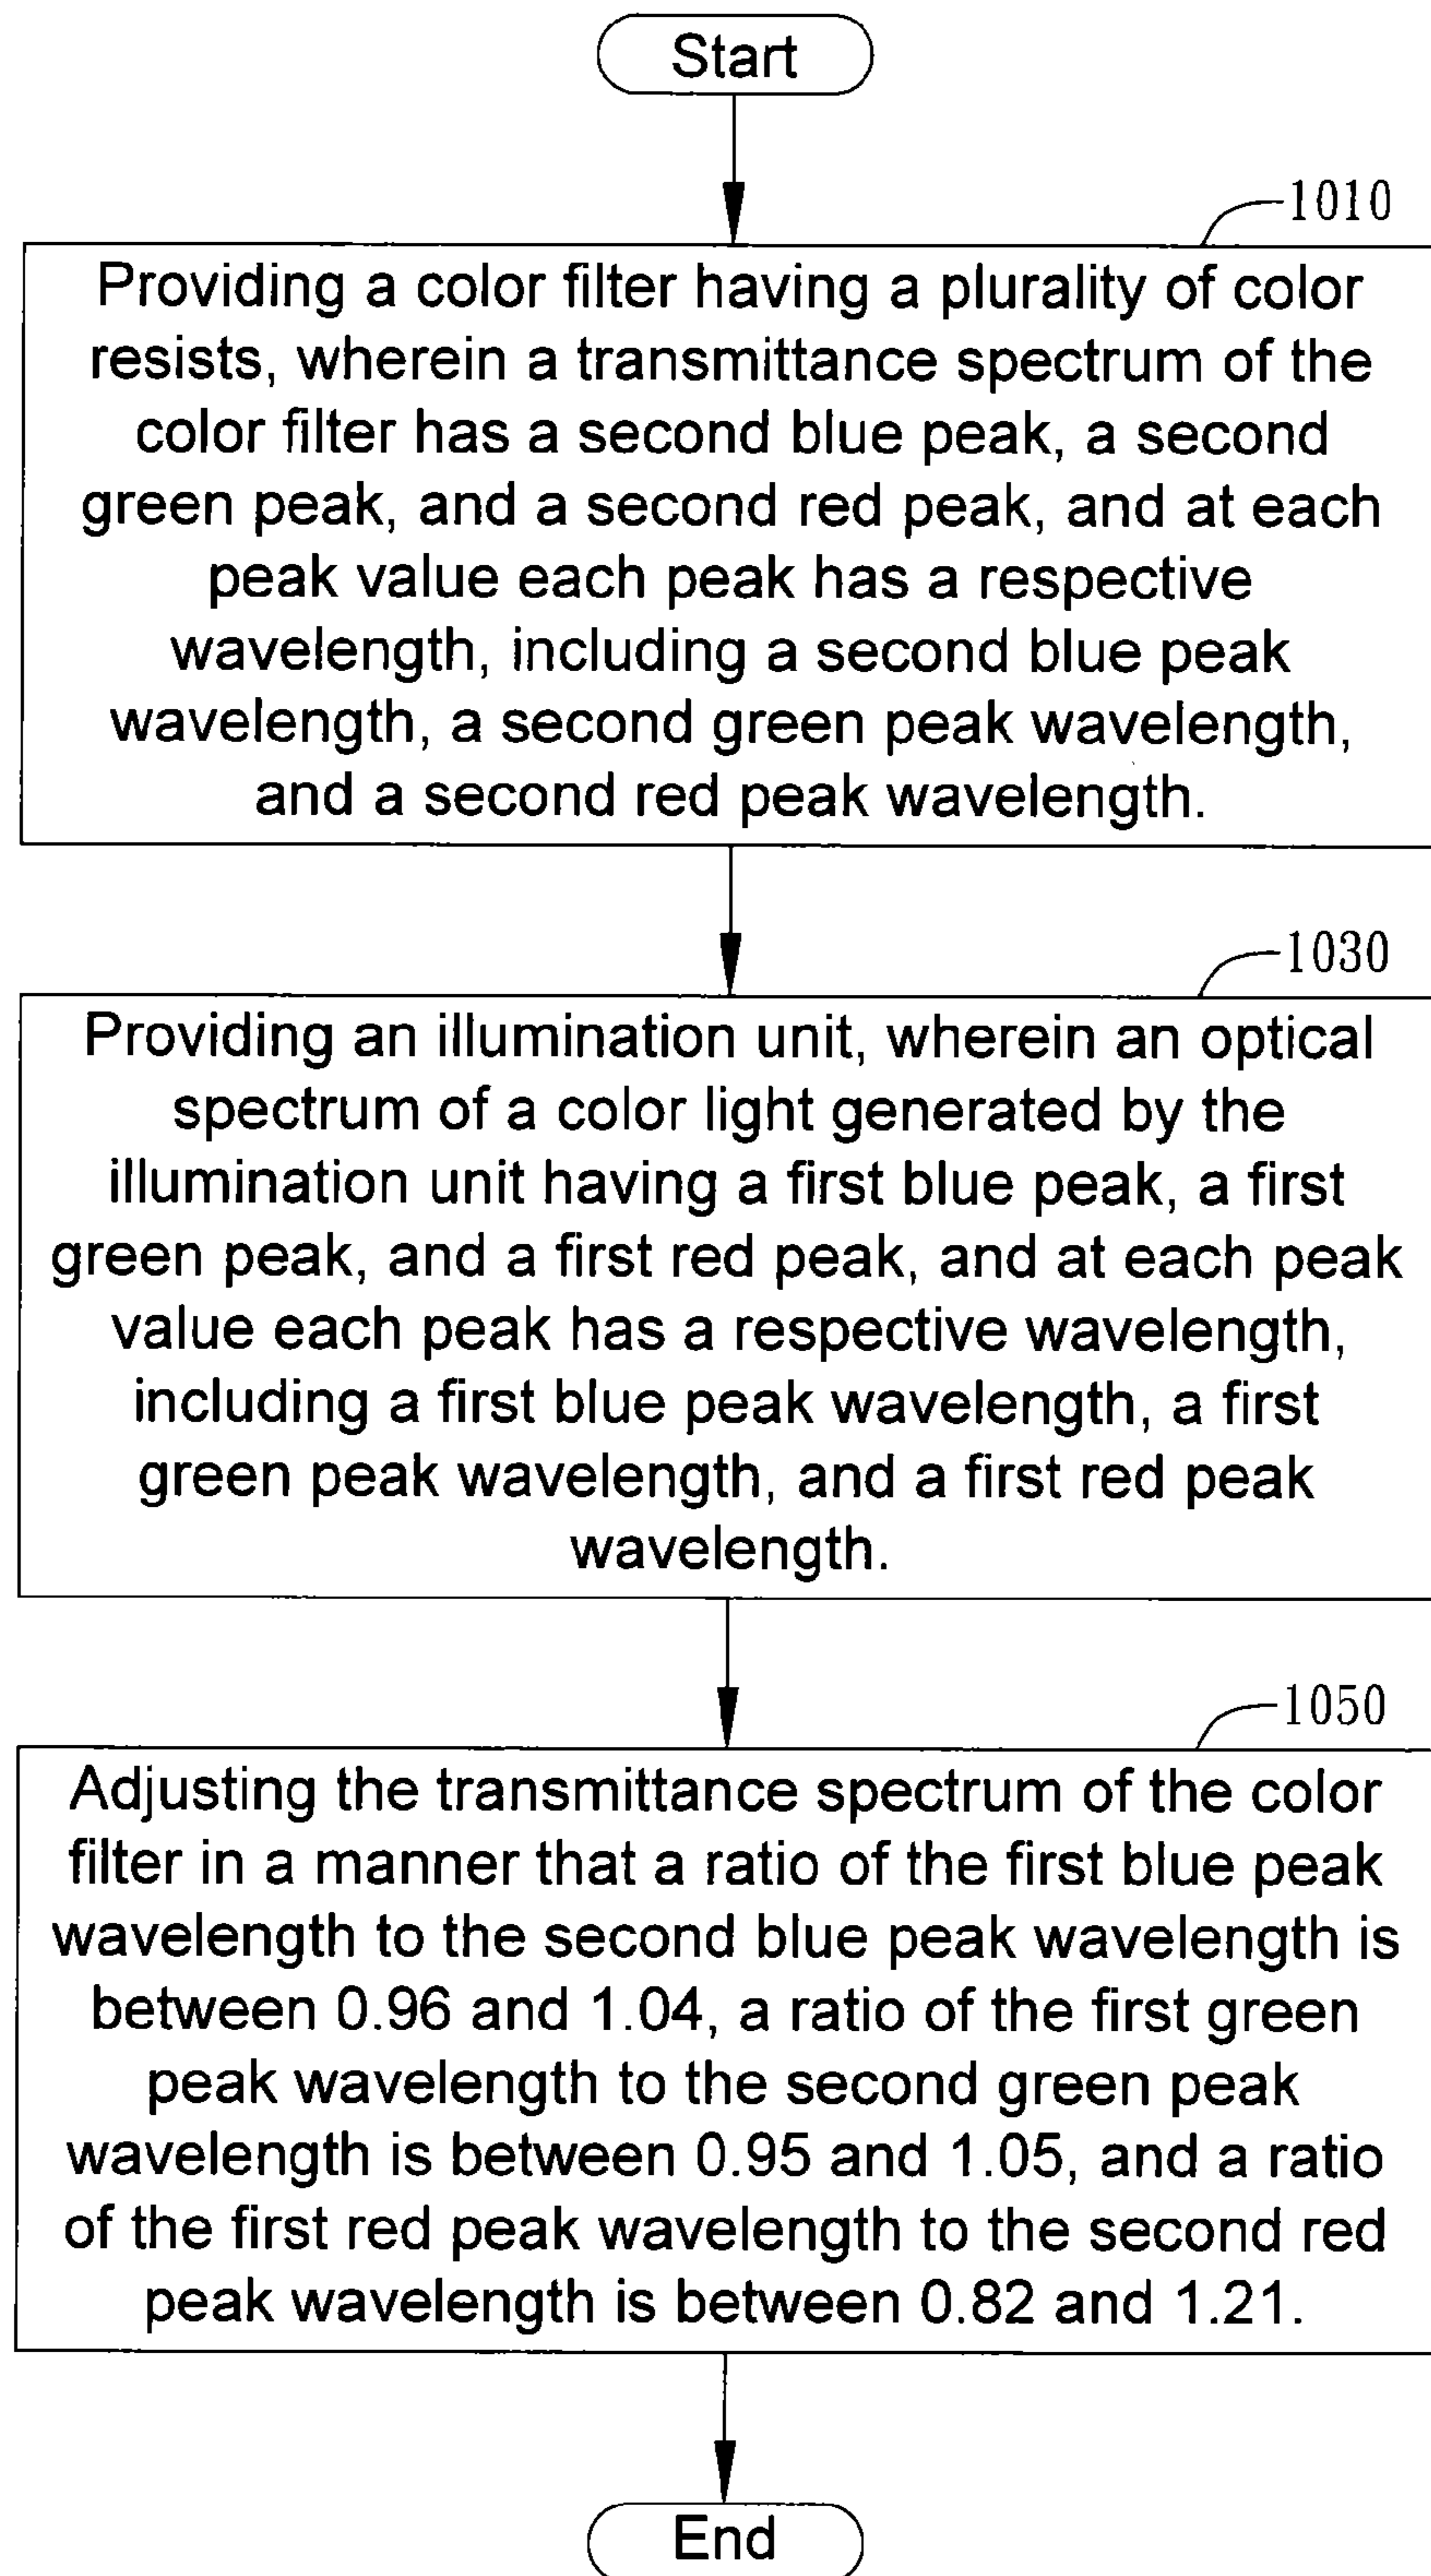 Start
1010
Providing a color filter having a plurality of color
resists, wherein a transmittance spectrum of the
color filter has a second blue peak, a second
green peak, and a second red peak, and at each
peak value each peak has a respective
wavelength, including a second blue peak
wavelength, a second green peak wavelength,
and a second red peak wavelength.
1030
Providing an illumination unit, wherein an optical
spectrum of a color light generated by the
illumination unit having a first blue peak, a first
green peak, and a first red peak, and at each peak
value each peak has a respective wavelength,
including a first blue peak wavelength, a first
green peak wavelength, and a first red peak
wavelength.
1050
Adjusting the transmittance spectrum of the color
filter in a manner that a ratio of the first blue peak
wavelength to the second blue peak wavelength is
between 0.96 and 1.04, a ratio of the first green
peak wavelength to the second green peak
wavelength is between 0.95 and 1.05, and a ratio
of the first red peak wavelength to the second red
peak wavelength is between 0.82 and 1.21.
End